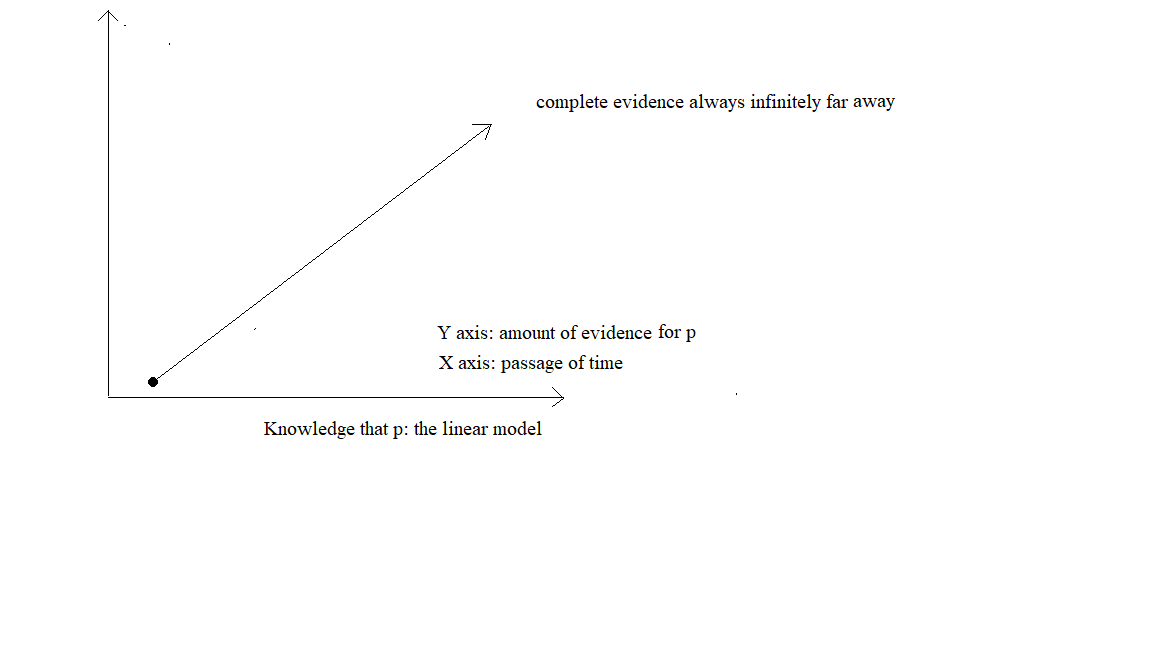 complete evidence always infinitely far away
Y axis: amount of evidence for p
X axis: passage of time
Knowledge that p: the linear model